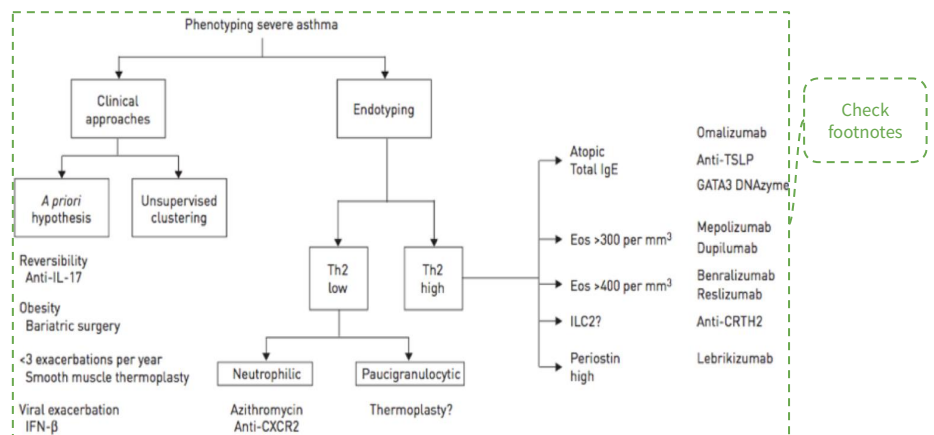 Phenotyping severe asthma
Clinical
approaches
Endotyping
A priori
hypothesis
Unsupervised
clustering
Reversibility
Anti-IL-17
Obesity
Bariatric surgery
<3 exacerbations per year
Smooth muscle thermoplasty
Viral exacerbation
IFN-β
Th2
low
Th2
high
Neutrophilic
Paucigranulocytic
Azithromycin
Anti-CXCR2
Thermoplasty?
Atopic
Total IgE
Omalizumab
Anti-TSLP
GATA3 DNAzyme
Eos >300 per mm³
Mepolizumab
Dupilumab
Eos >400 per mm³
Benralizumab
Reslizumab
ILC2?
Anti-CRTH2
Periostin
high
Lebrikizumab
Check
footnotes